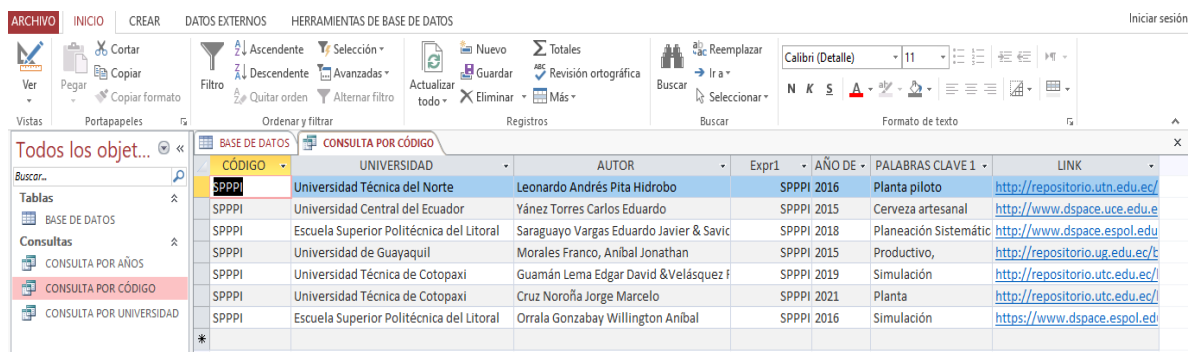 ARCHIVO INICIO CREAR DATOS EXTERNOS HERRAMIENTAS DE BASE DE DATOS Iniciar sesión
Cortar Ascendente Selección Nuevo Totales Reemplazar Calibri (Detalle) 11
Copiar Descendente Avanzadas Guardar Revisión ortográfica Ir a
Ver Pegar Copiar formato Filtro Quitar orden Alternar filtro Actualizar todo Eliminar Más Buscar Seleccionar N K S A
Vistas Portapapeles Ordenar y filtrar Registros Buscar Formato de texto
Todos los objet... « BASE DE DATOS CONSULTA POR CÓDIGO x
Buscar... CÓDIGO UNIVERSIDAD AUTOR Expr1 AÑO DE PALABRAS CLAVE 1 LINK
SPPPI Universidad Técnica del Norte Leonardo Andrés Pita Hidrobo SPPPI 2016 Planta piloto http://repositorio.utn.edu.ec/
Tablas
BASE DE DATOS SPPPI Universidad Central del Ecuador Yánez Torres Carlos Eduardo SPPPI 2015 Cerveza artesanal http://www.dspace.uce.edu.e
SPPPI Escuela Superior Politécnica del Litoral Saraguayo Vargas Eduardo Javier & Savic SPPPI 2018 Planeación Sistemátic http://www.dspace.espol.edu
Consultas
CONSULTA POR AÑOS SPPPI Universidad de Guayaquil Morales Franco, Aníbal Jonathan SPPPI 2015 Productivo, http://repositorio.ug.edu.ec/b
SPPPI Universidad Técnica de Cotopaxi Guamán Lema Edgar David &Velásquez SPPPI 2019 Simulación http://repositorio.utc.edu.ec/
CONSULTA POR CÓDIGO SPPPI Universidad Técnica de Cotopaxi Cruz Noroña Jorge Marcelo SPPPI 2021 Planta http://repositorio.utc.edu.ec/
CONSULTA POR UNIVERSIDAD SPPPI Escuela Superior Politécnica del Litoral Orrala Gonzabay Willington Aníbal SPPPI 2016 Simulación https://www.dspace.espol.ed
*